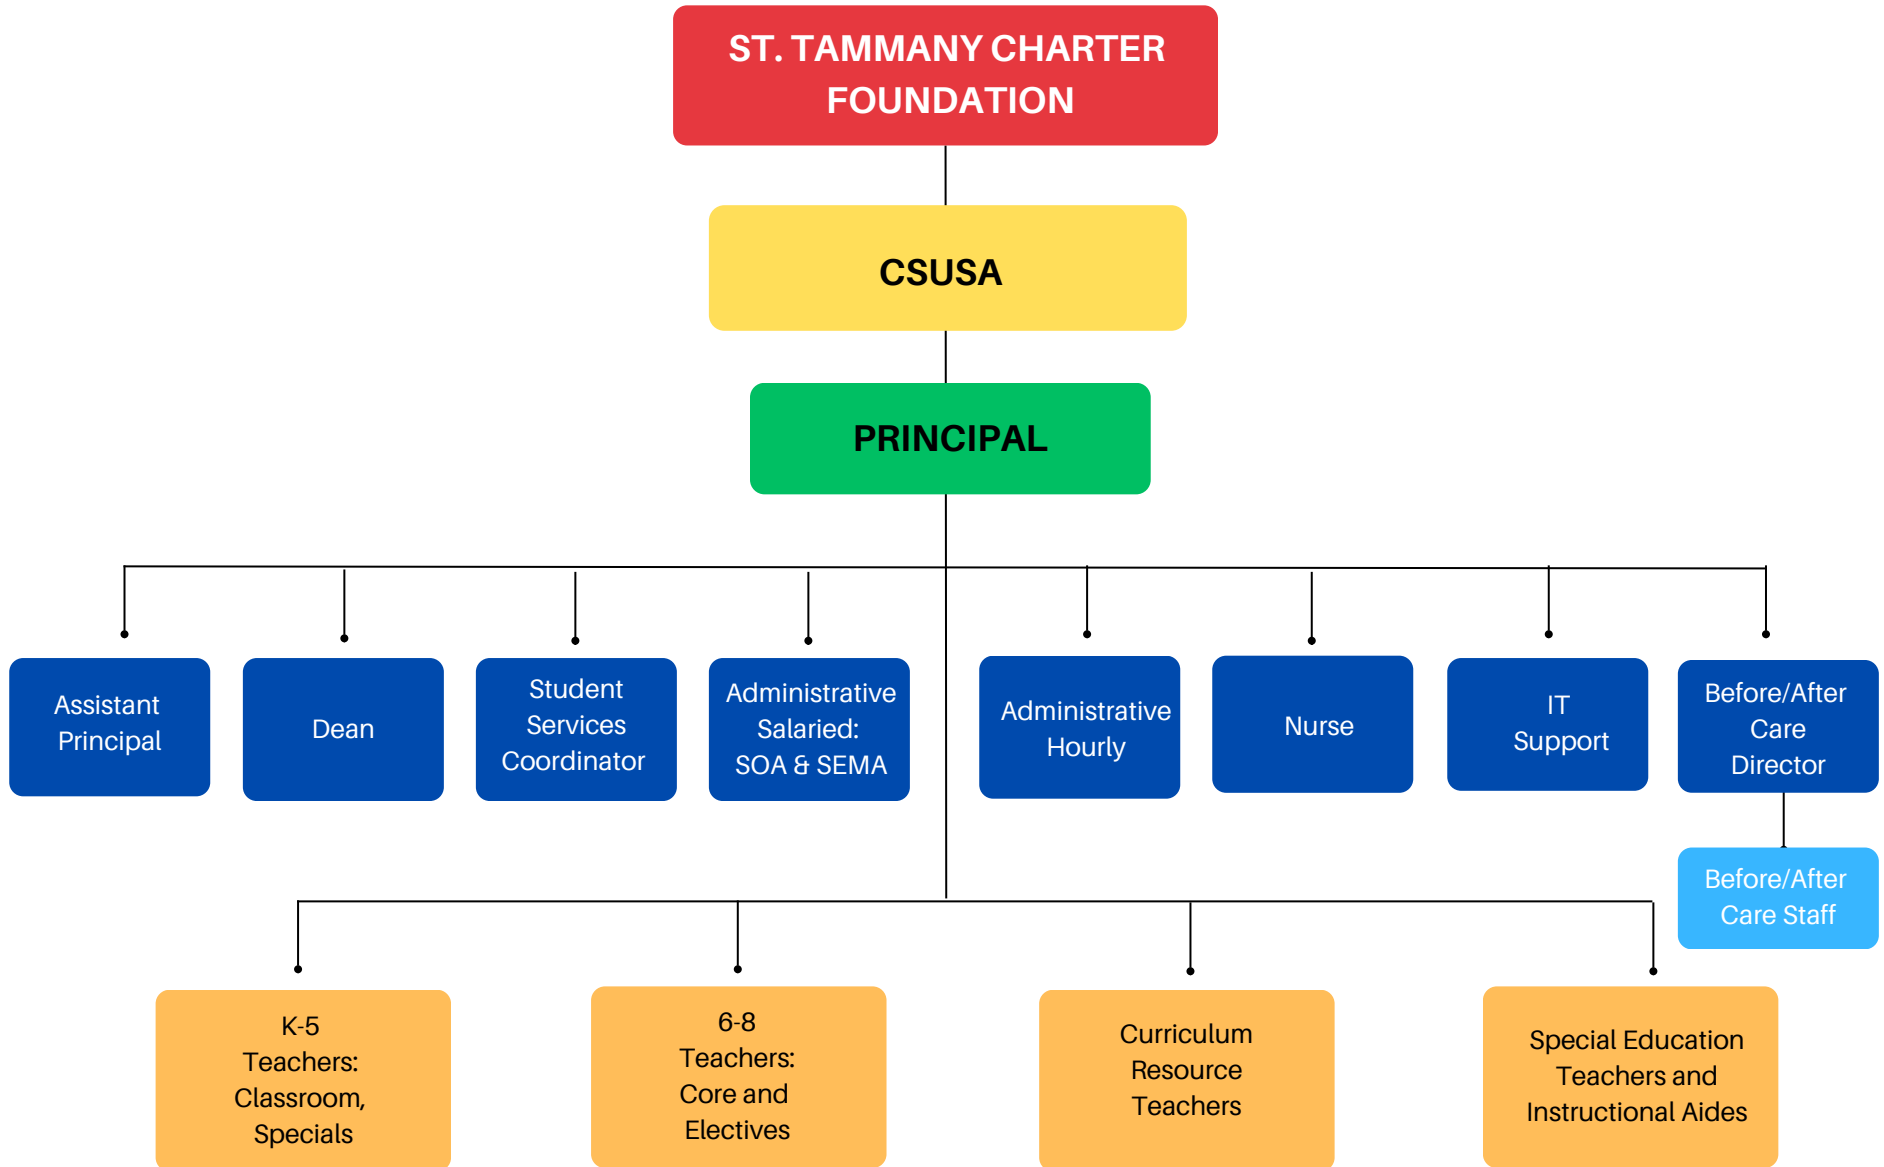 ST. TAMMANY CHARTER
FOUNDATION
CSUSA
PRINCIPAL
Assistant
Principal
Dean
Student
Services
Coordinator
Administrative
Salaried:
SOA & SEMA
Administrative
Hourly
Nurse
IT
Support
Before/After
Care
Director
Before/After
Care Staff
K-5
Teachers:
Classroom,
Specials
6-8
Teachers:
Core and
Electives
Curriculum
Resource
Teachers
Special Education
Teachers and
Instructional Aides